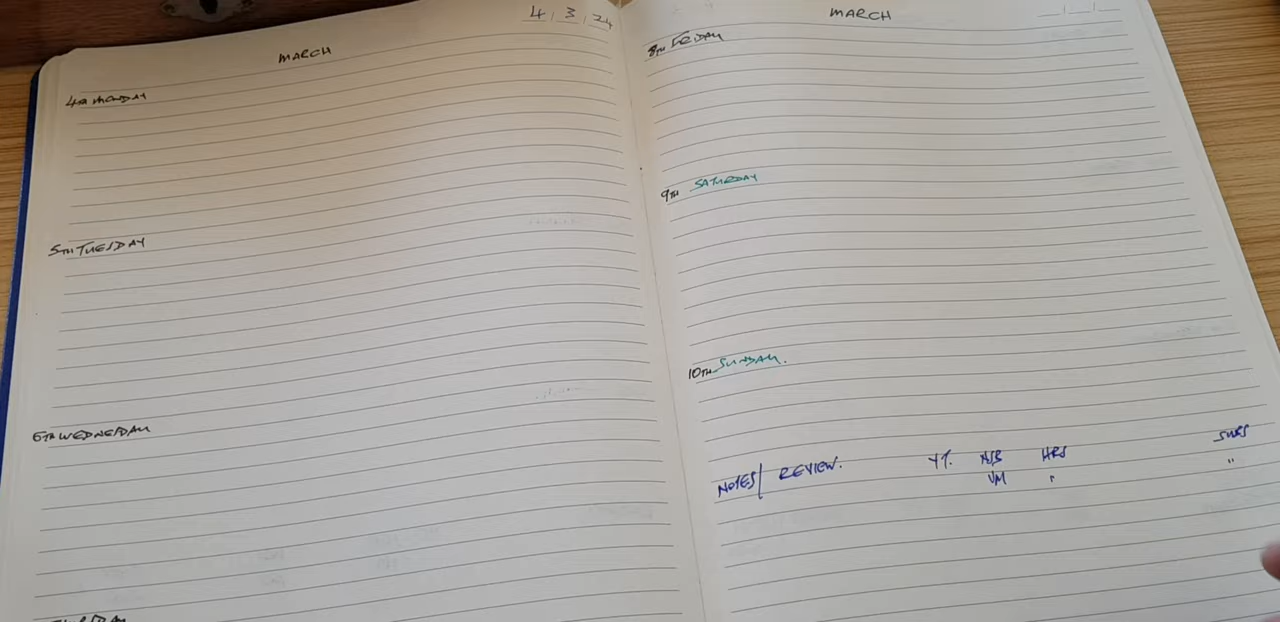 4 3 24
MARCH
4TH MONDAY
5TH TUESDAY
6TH WEDNESDAY
MARCH
8TH FRIDAY
9TH SATURDAY
10TH SUNDAY.
NOTES/ REVIEW. YT. HRS SUBS
VM " "